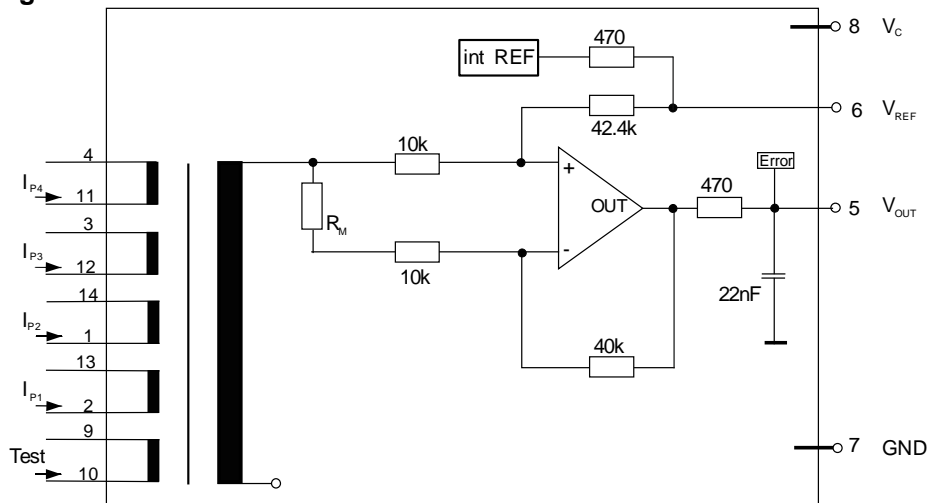 8 V_C
470
int REF
6 V_REF
42.4k
10k
4
I_P4
11
+
Error
470
OUT
5 V_OUT
R_M
3
I_P3
12
-
10k
22nF
14
I_P2
1
40k
13
I_P1
2
9
Test
10
7 GND